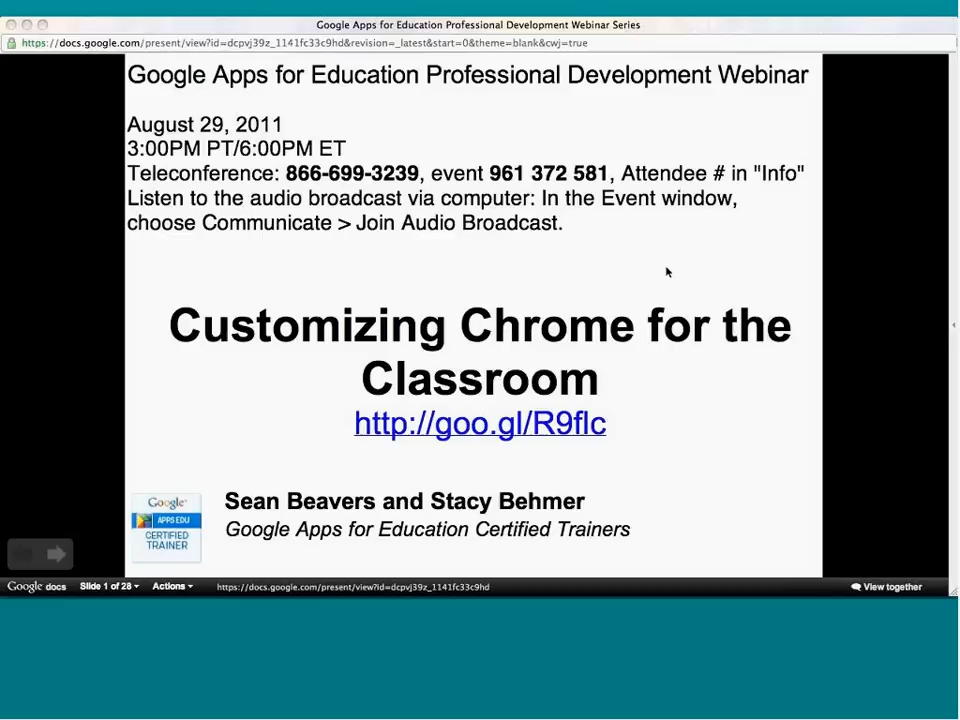 Google Apps for Education Professional Development Webinar Series
https://docs.google.com/present/view?id=dcpvj39z_1141fc33c9hd&revision=_latest&start=0&theme=blank&cwj=true
Google Apps for Education Professional Development Webinar
August 29, 2011
3:00PM PT/6:00PM ET
Teleconference: 866-699-3239, event 961 372 581, Attendee # in "Info"
Listen to the audio broadcast via computer: In the Event window,
choose Communicate > Join Audio Broadcast.
Customizing Chrome for the
Classroom
http://goo.gl/R9flc
Google
APPS EDU
CERTIFIED
TRAINER
Sean Beavers and Stacy Behmer
Google Apps for Education Certified Trainers
Google docs Slide 1 of 28 Actions https://docs.google.com/present/view?id=dcpvj39z_1141fc33c9hd View together